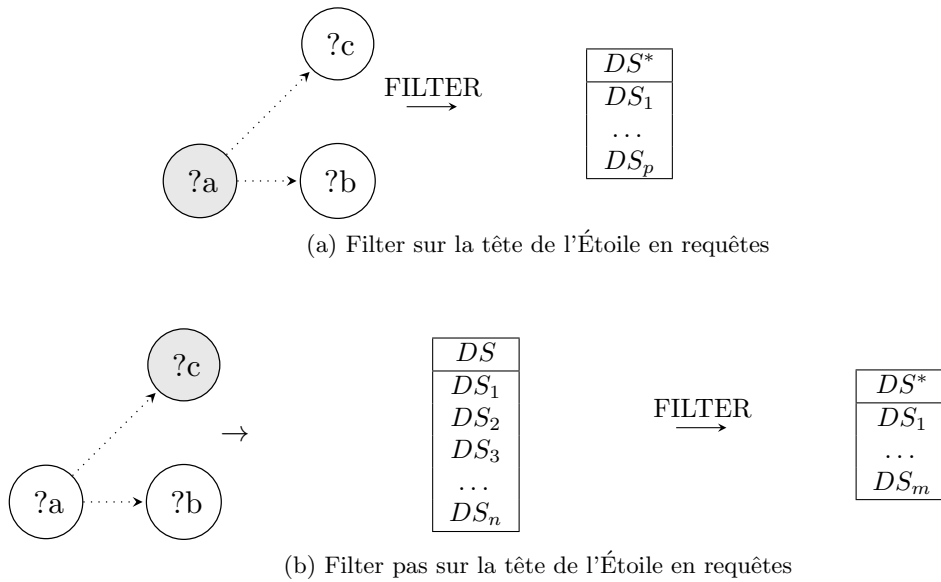 ?c
FILTER
→
?a
?b
DS*
DS₁
...
DSₚ
(a) Filter sur la tête de l'Étoile en requêtes
?c
?a
?b
→
DS
DS₁
DS₂
DS₃
...
DSₙ
FILTER
→
DS*
DS₁
...
DSₘ
(b) Filter pas sur la tête de l'Étoile en requêtes